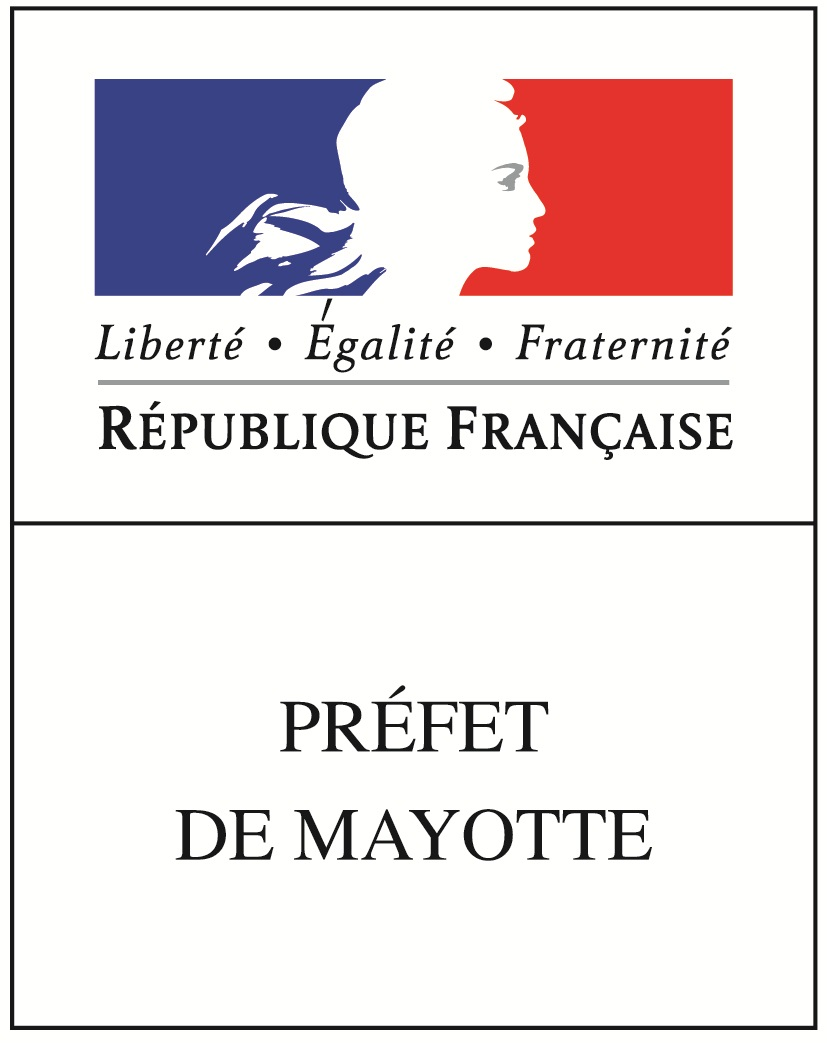 Liberté • Égalité • Fraternité
RÉPUBLIQUE FRANÇAISE
PRÉFET
DE MAYOTTE